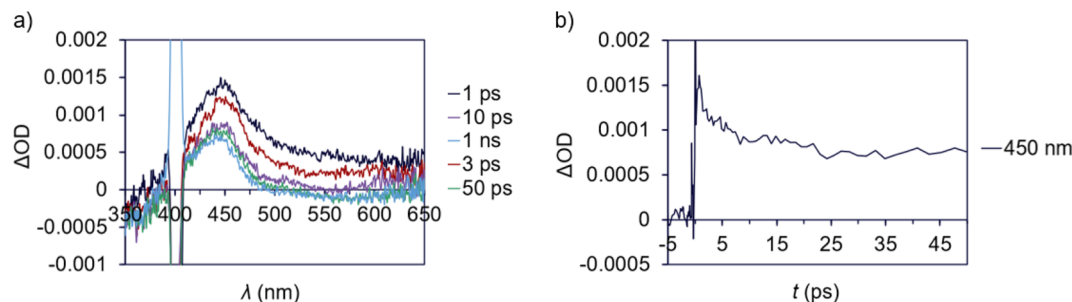 a)
0.002
0.0015
0.001
0.0005
0
-0.0005
-0.001
ΔOD
350 400 450 500 550 600 650
λ (nm)
1 ps
10 ps
1 ns
3 ps
50 ps
b)
0.002
0.0015
0.001
0.0005
0
-0.0005
ΔOD
-5 5 15 25 35 45
t (ps)
450 nm